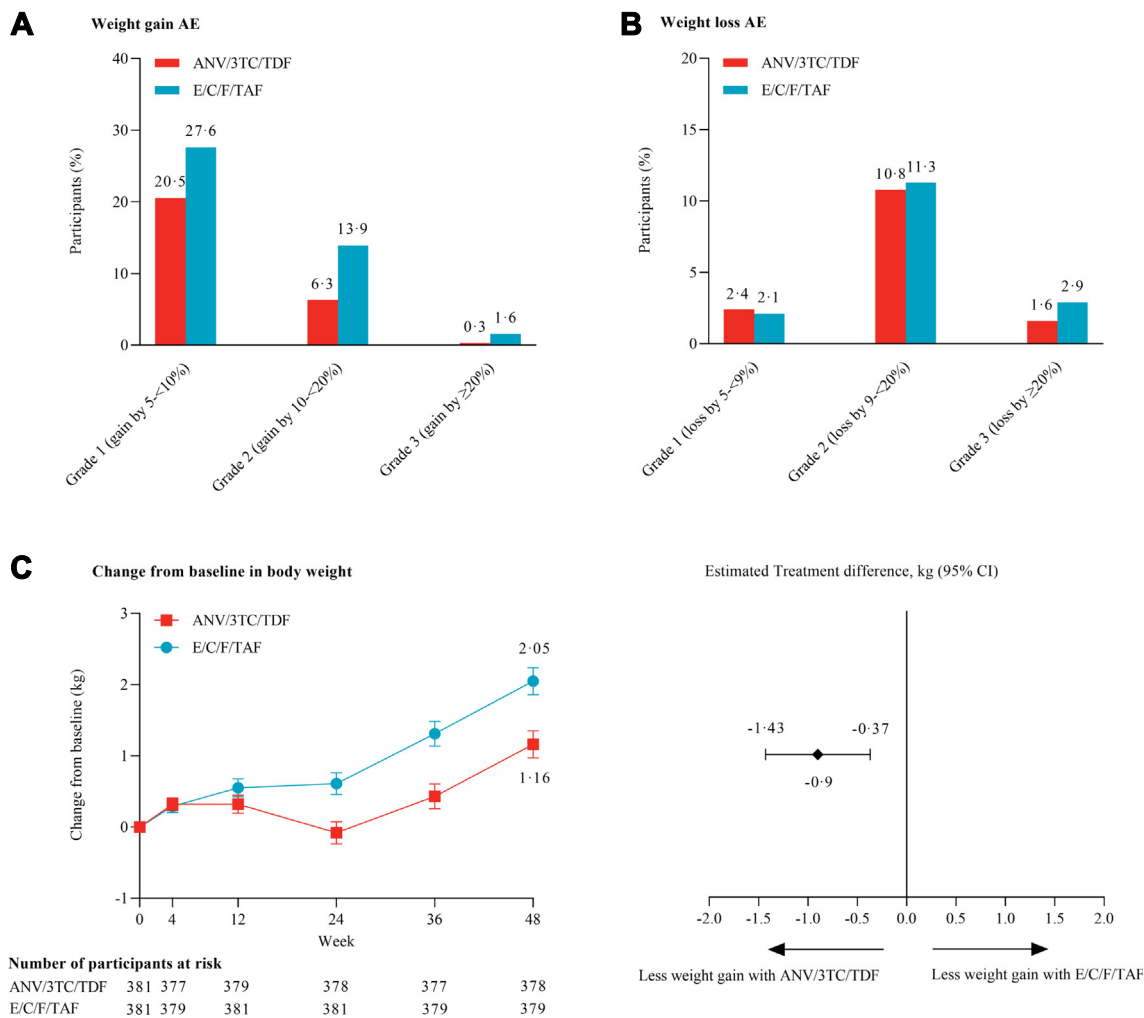 A
Weight gain AE
ANV/3TC/TDF
E/C/F/TAF
Participants (%)
40
30
20
10
0
20·5
27·6
6·3
13·9
0·3
1·6
Grade 1 (gain by 5-<10%)
Grade 2 (gain by 10-<20%)
Grade 3 (gain by ≥20%)
B
Weight loss AE
ANV/3TC/TDF
E/C/F/TAF
Participants (%)
20
15
10
5
0
2·4
2·1
10·8
11·3
1·6
2·9
Grade 1 (loss by 5-<9%)
Grade 2 (loss by 9-<20%)
Grade 3 (loss by ≥20%)
C
Change from baseline in body weight
ANV/3TC/TDF
E/C/F/TAF
Change from baseline (kg)
3
2
1
0
-1
2·05
1·16
0 4 12 24 36 48
Week
Number of participants at risk
ANV/3TC/TDF 381 377 379 378 377 378
E/C/F/TAF 381 379 381 381 379 379
Estimated Treatment difference, kg (95% CI)
-1·43
-0·37
-0·9
-2.0 -1.5 -1.0 -0.5 0.0 0.5 1.0 1.5 2.0
Less weight gain with ANV/3TC/TDF
Less weight gain with E/C/F/TAF